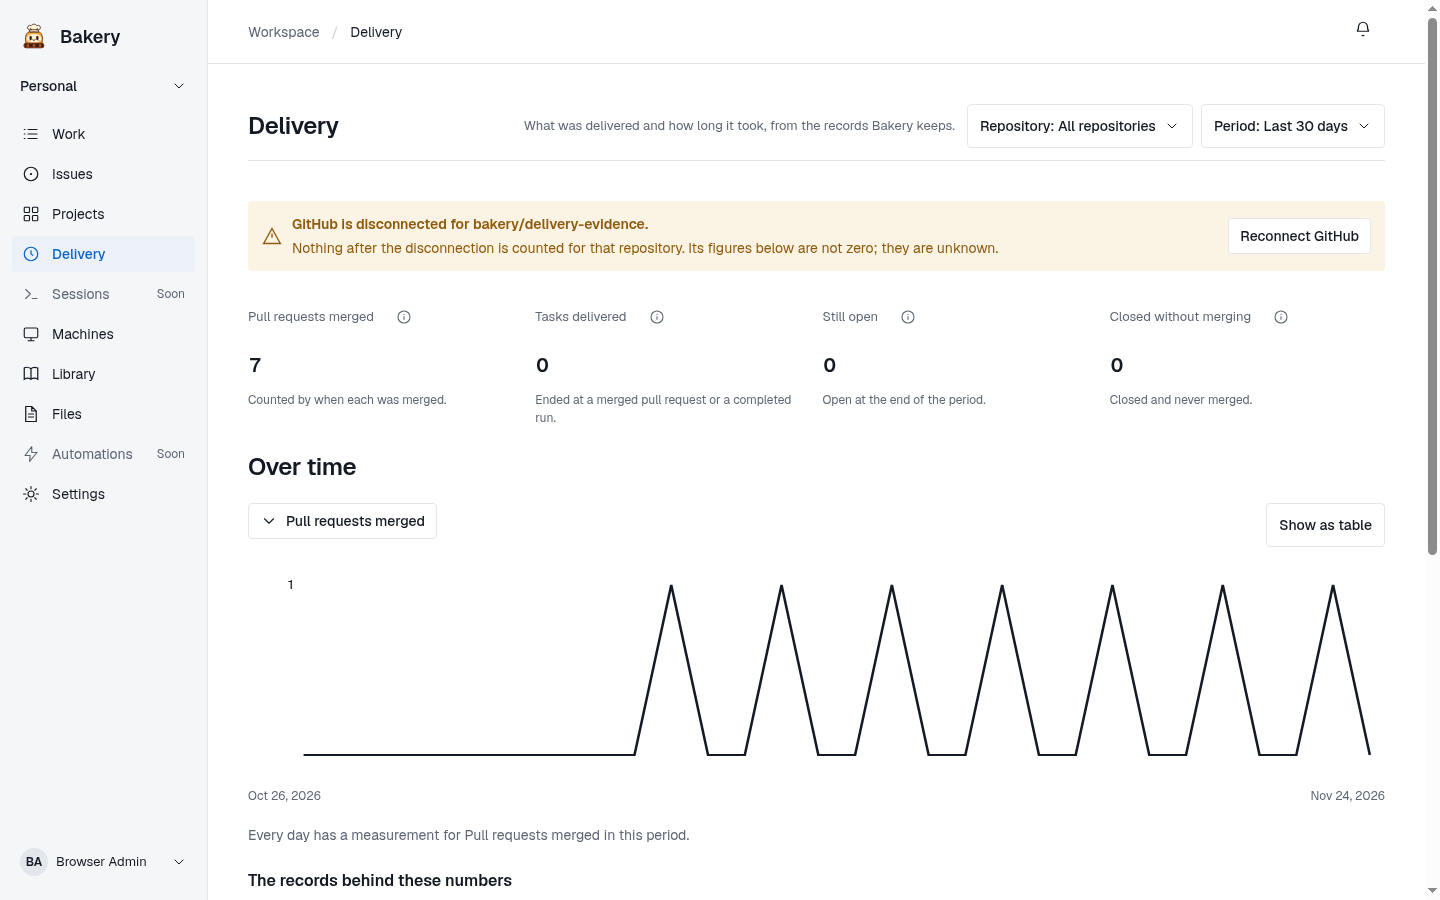 Bakery
Personal
Work
Issues
Projects
Delivery
Sessions Soon
Machines
Library
Files
Automations Soon
Settings
BA Browser Admin
Workspace / Delivery
Delivery
What was delivered and how long it took, from the records Bakery keeps.
Repository: All repositories
Period: Last 30 days
GitHub is disconnected for bakery/delivery-evidence.
Nothing after the disconnection is counted for that repository. Its figures below are not zero; they are unknown.
Reconnect GitHub
Pull requests merged
7
Counted by when each was merged.
Tasks delivered
0
Ended at a merged pull request or a completed
run.
Still open
0
Open at the end of the period.
Closed without merging
0
Closed and never merged.
Over time
Pull requests merged
Show as table
1
Oct 26, 2026
Nov 24, 2026
Every day has a measurement for Pull requests merged in this period.
The records behind these numbers